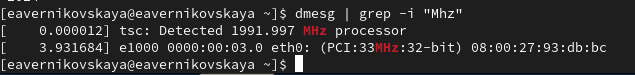 [eavernikovskaya@eavernikovskaya ~]$ dmesg | grep -i "Mhz"
[    0.000012] tsc: Detected 1991.997 MHz processor
[    3.931684] e1000 0000:00:03.0 eth0: (PCI:33MHz:32-bit) 08:00:27:93:db:bc
[eavernikovskaya@eavernikovskaya ~]$